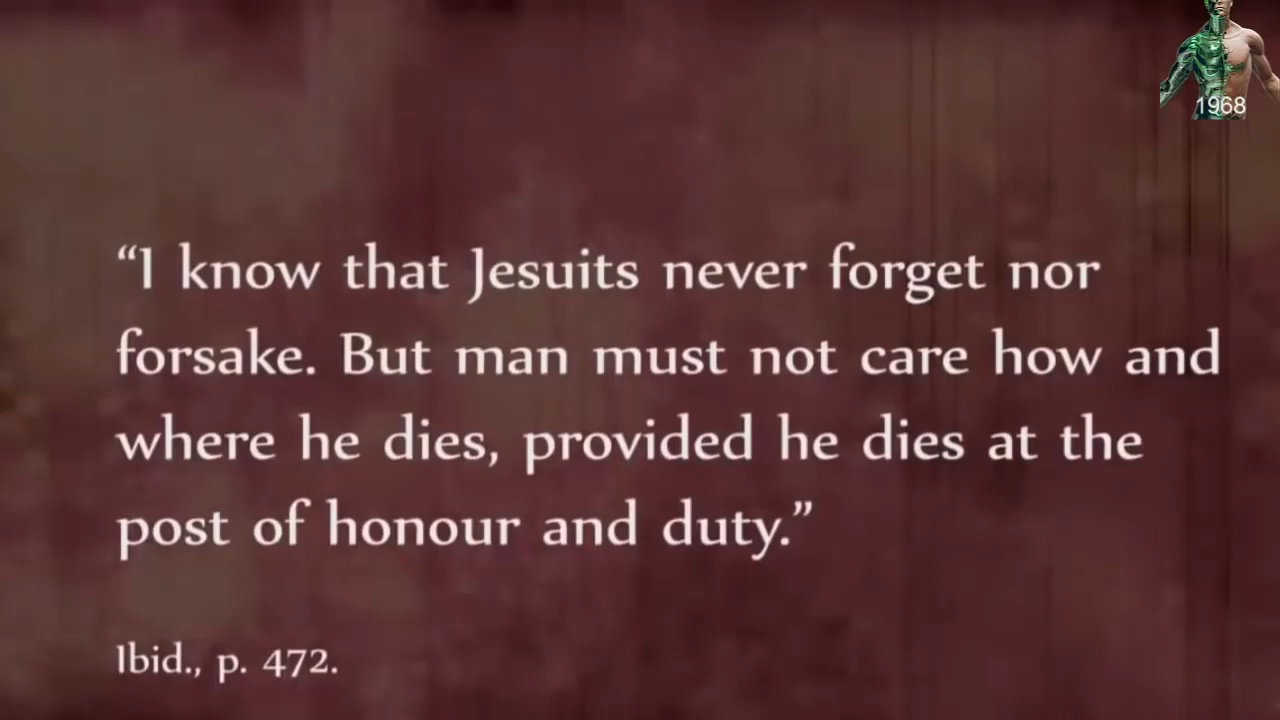 1968
“I know that Jesuits never forget nor
forsake. But man must not care how and
where he dies, provided he dies at the
post of honour and duty.”
Ibid., p. 472.